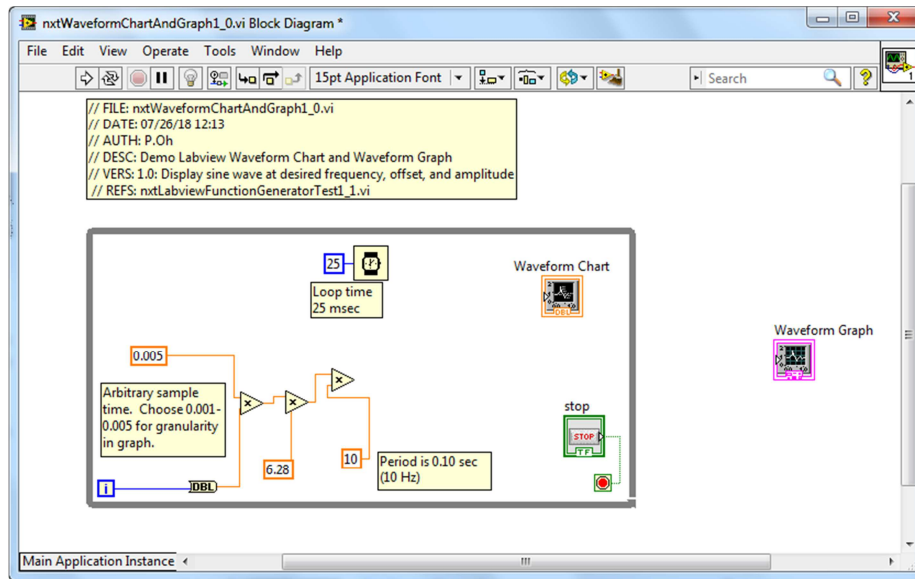 nxtWaveformChartAndGraph1_0.vi Block Diagram *
File Edit View Operate Tools Window Help
15pt Application Font
Search
1
// FILE: nxtWaveformChartAndGraph1_0.vi
// DATE: 07/26/18 12:13
// AUTH: P.Oh
// DESC: Demo Labview Waveform Chart and Waveform Graph
// VERS: 1.0: Display sine wave at desired frequency, offset, and amplitude
// REFS: nxtLabviewFunctionGeneratorTest1_1.vi
25
Loop time
25 msec
Waveform Chart
DBL
Waveform Graph
0.005
Arbitrary sample
time. Choose 0.001-
0.005 for granularity
in graph.
6.28
10
Period is 0.10 sec
(10 Hz)
stop
STOP
TF
i
DBL
Main Application Instance